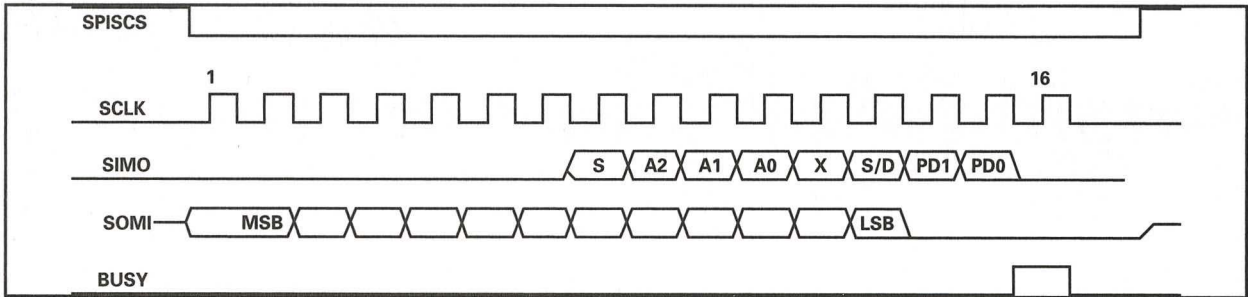 SPISCS
1 16
SCLK
SIMO S A2 A1 A0 X S/D PD1 PD0
SOMI MSB LSB
BUSY